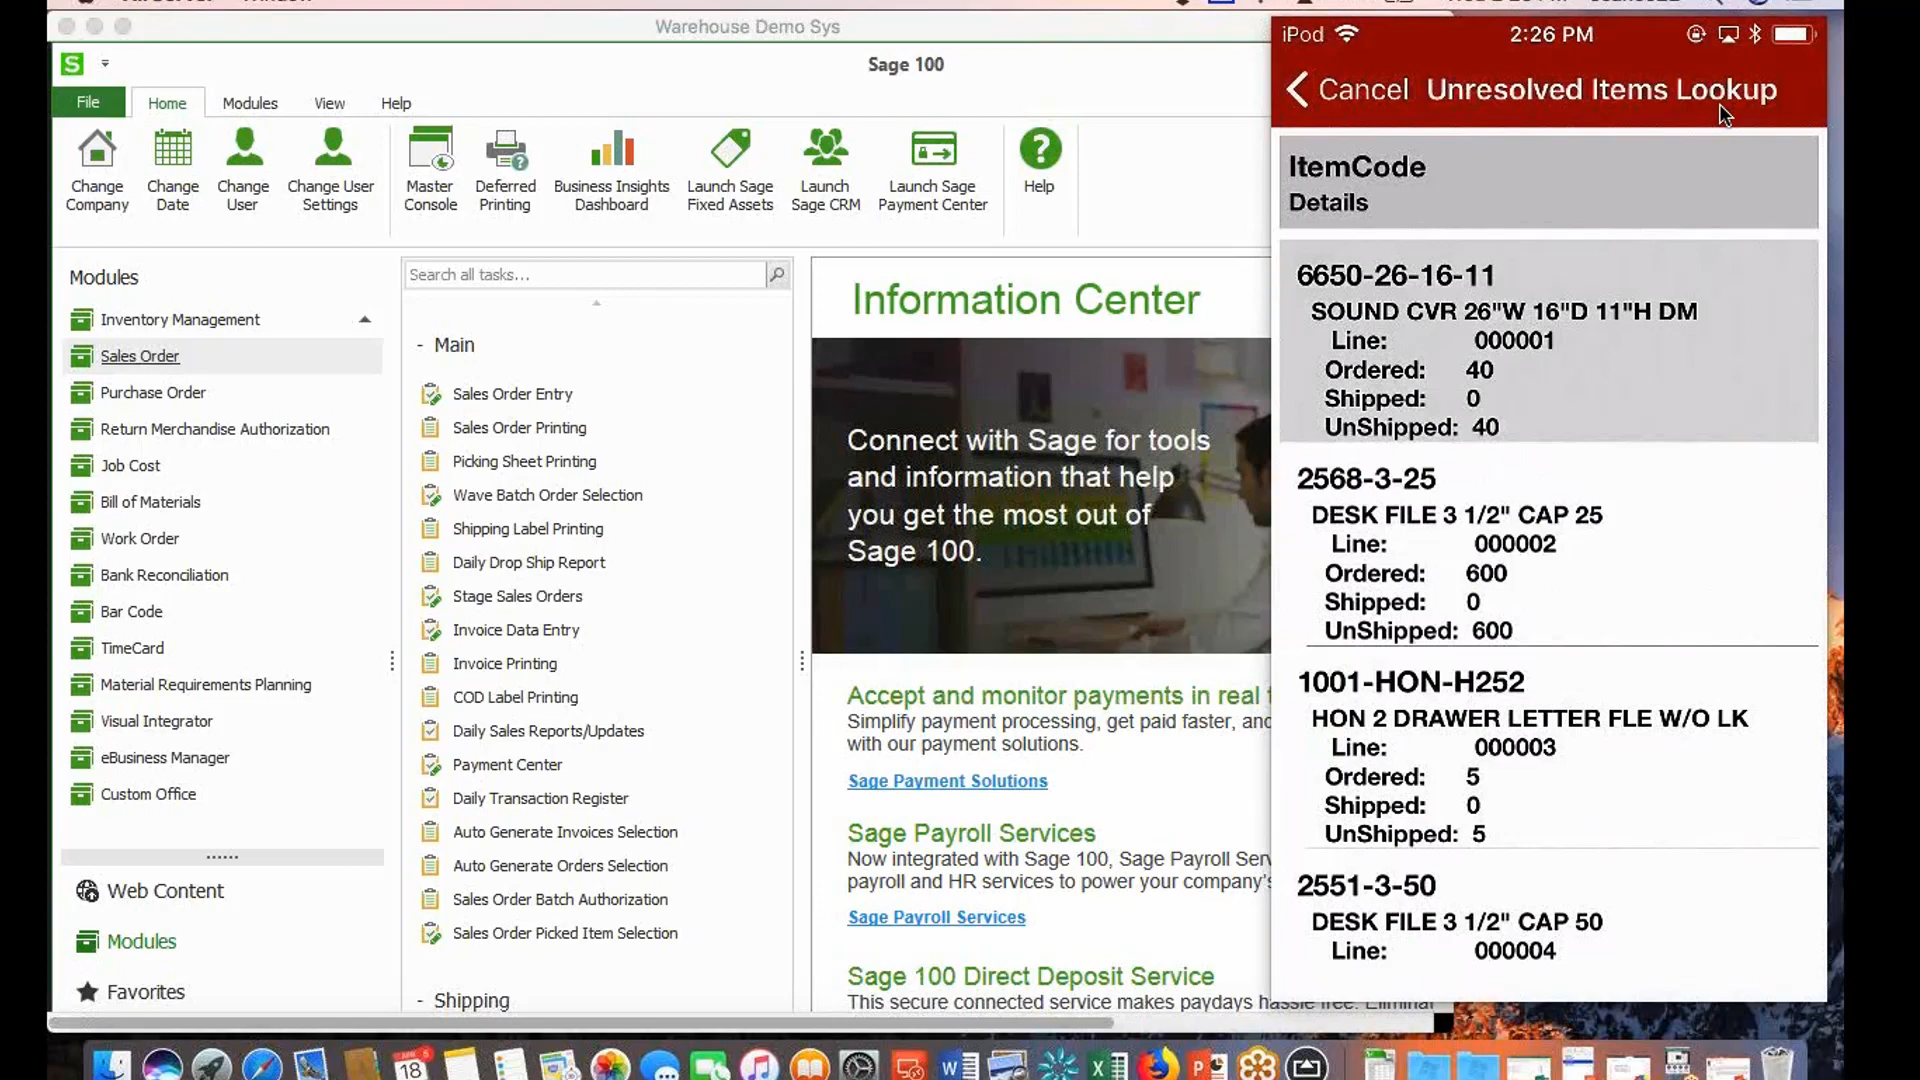 Warehouse Demo Sys
Sage 100
File
Home
Modules
View
Help
Change Company
Change Date
Change User
Change User Settings
Master Console
Deferred Printing
Business Insights Dashboard
Launch Sage Fixed Assets
Launch Sage CRM
Launch Sage Payment Center
Help
Modules
Inventory Management
Sales Order
Purchase Order
Return Merchandise Authorization
Job Cost
Bill of Materials
Work Order
Bank Reconciliation
Bar Code
TimeCard
Material Requirements Planning
Visual Integrator
eBusiness Manager
Custom Office
Web Content
Modules
Favorites
Search all tasks...
- Main
Sales Order Entry
Sales Order Printing
Picking Sheet Printing
Wave Batch Order Selection
Shipping Label Printing
Daily Drop Ship Report
Stage Sales Orders
Invoice Data Entry
Invoice Printing
COD Label Printing
Daily Sales Reports/Updates
Payment Center
Daily Transaction Register
Auto Generate Invoices Selection
Auto Generate Orders Selection
Sales Order Batch Authorization
Sales Order Picked Item Selection
- Shipping
Information Center
Connect with Sage for tools
and information that help
you get the most out of
Sage 100.
Accept and monitor payments in real
Simplify payment processing, get paid faster, and
with our payment solutions.
Sage Payment Solutions
Sage Payroll Services
Now integrated with Sage 100, Sage Payroll Serv
payroll and HR services to power your company's
Sage Payroll Services
Sage 100 Direct Deposit Service
This secure connected service makes paydays hassle free. Eliminat
iPod
2:26 PM
Cancel
Unresolved Items Lookup
ItemCode
Details
6650-26-16-11
SOUND CVR 26"W 16"D 11"H DM
Line: 000001
Ordered: 40
Shipped: 0
UnShipped: 40
2568-3-25
DESK FILE 3 1/2" CAP 25
Line: 000002
Ordered: 600
Shipped: 0
UnShipped: 600
1001-HON-H252
HON 2 DRAWER LETTER FLE W/O LK
Line: 000003
Ordered: 5
Shipped: 0
UnShipped: 5
2551-3-50
DESK FILE 3 1/2" CAP 50
Line: 000004
18